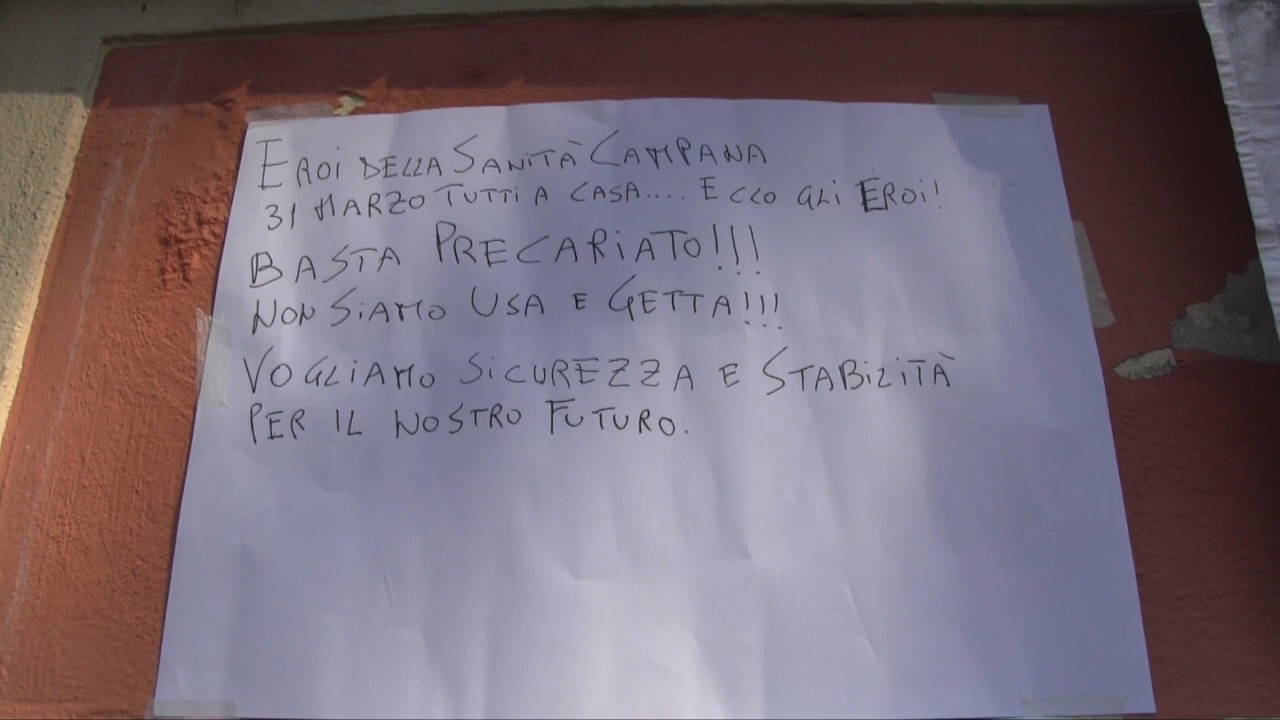 EROI DELLA SANITÀ CAMPANA
31 MARZO TUTTI A CASA.... ECCO GLI EROI!
BASTA PRECARIATO!!!
NON SIAMO USA E GETTA!!!
VOGLIAMO SICUREZZA E STABILITÀ
PER IL NOSTRO FUTURO.